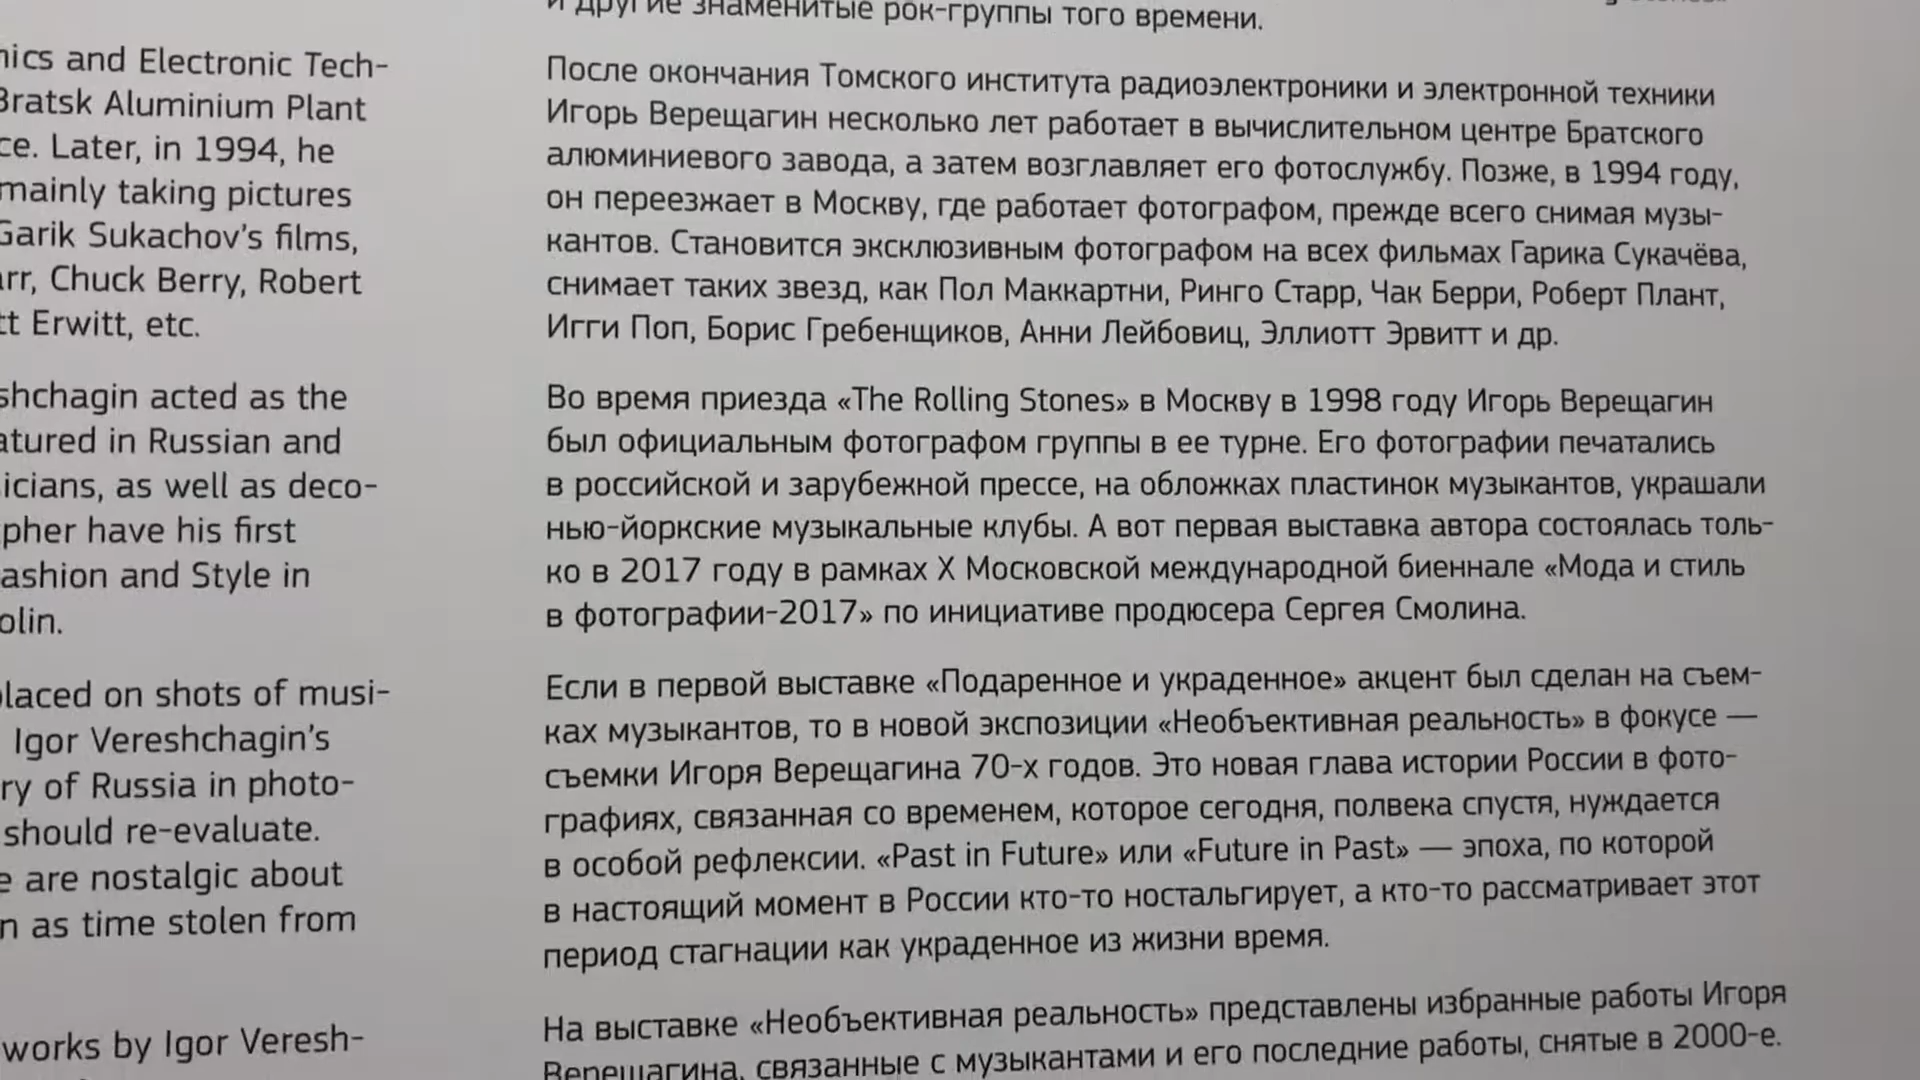 nics and Electronic Tech-
Bratsk Aluminium Plant
ce. Later, in 1994, he
mainly taking pictures
Garik Sukachov's films,
arr, Chuck Berry, Robert
tt Erwitt, etc.
shchagin acted as the
atured in Russian and
icians, as well as deco-
pher have his first
ashion and Style in
olin.
placed on shots of musi-
Igor Vereshchagin's
ry of Russia in photo-
should re-evaluate.
e are nostalgic about
n as time stolen from
works by Igor Veresh-
и другие знаменитые рок-группы того времени.
После окончания Томского института радиоэлектроники и электронной техники
Игорь Верещагин несколько лет работает в вычислительном центре Братского
алюминиевого завода, а затем возглавляет его фотослужбу. Позже, в 1994 году,
он переезжает в Москву, где работает фотографом, прежде всего снимая музы-
кантов. Становится эксклюзивным фотографом на всех фильмах Гарика Сукачёва,
снимает таких звезд, как Пол Маккартни, Ринго Старр, Чак Берри, Роберт Плант,
Игги Поп, Борис Гребенщиков, Анни Лейбовиц, Эллиотт Эрвитт и др.
Во время приезда «The Rolling Stones» в Москву в 1998 году Игорь Верещагин
был официальным фотографом группы в ее турне. Его фотографии печатались
в российской и зарубежной прессе, на обложках пластинок музыкантов, украшали
нью-йоркские музыкальные клубы. А вот первая выставка автора состоялась толь-
ко в 2017 году в рамках X Московской международной биеннале «Мода и стиль
в фотографии-2017» по инициативе продюсера Сергея Смолина.
Если в первой выставке «Подаренное и украденное» акцент был сделан на съем-
ках музыкантов, то в новой экспозиции «Необъективная реальность» в фокусе —
съемки Игоря Верещагина 70-х годов. Это новая глава истории России в фото-
графиях, связанная со временем, которое сегодня, полвека спустя, нуждается
в особой рефлексии. «Past in Future» или «Future in Past» — эпоха, по которой
в настоящий момент в России кто-то ностальгирует, а кто-то рассматривает этот
период стагнации как украденное из жизни время.
На выставке «Необъективная реальность» представлены избранные работы Игоря
Верещагина, связанные с музыкантами и его последние работы, снятые в 2000-е.